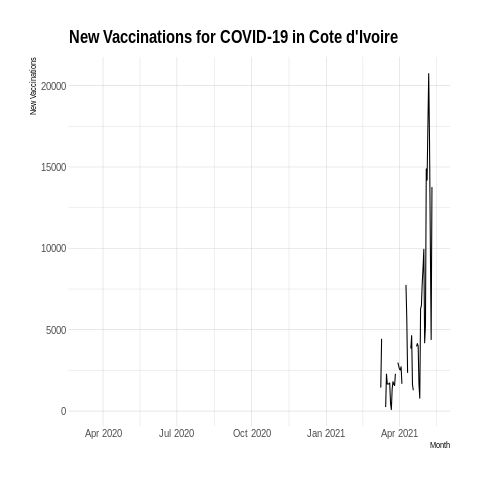 New Vaccinations for COVID-19 in Cote d'Ivoire
New Vaccinations
20000
15000
10000
5000
0
Apr 2020 Jul 2020 Oct 2020 Jan 2021 Apr 2021
Month